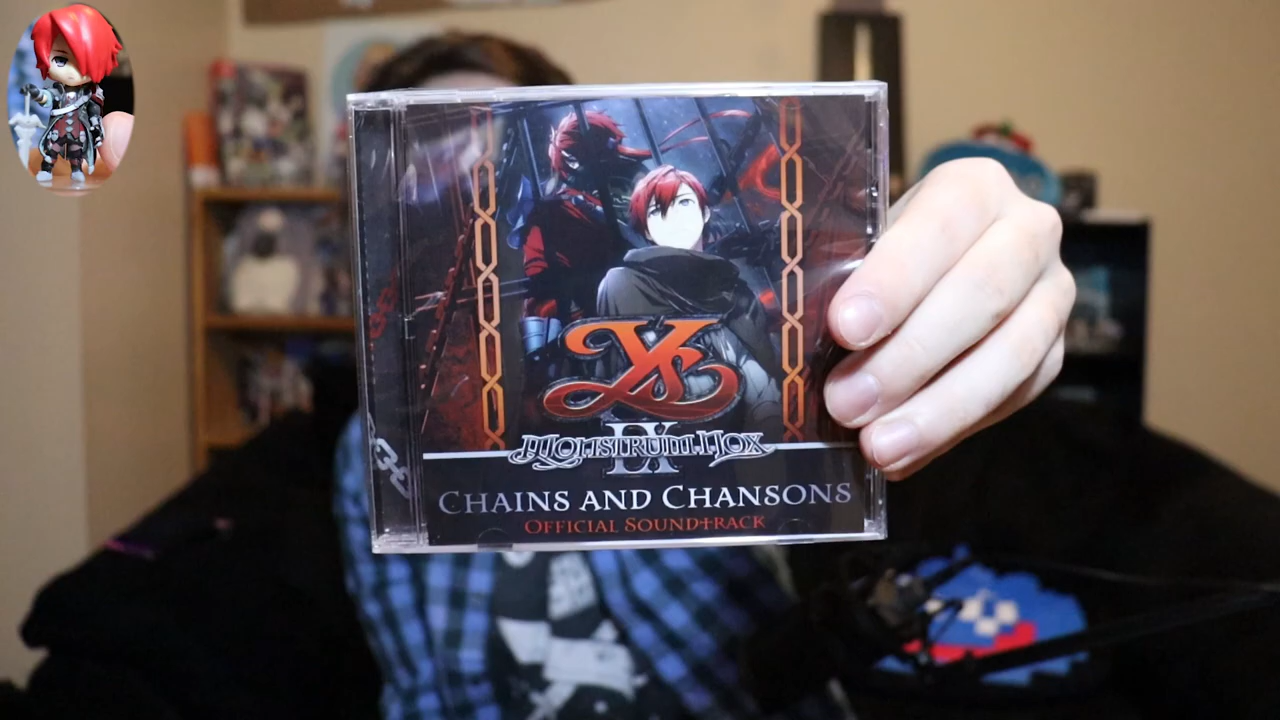 Ys
IX
MONSTRUM NOX
CHAINS AND CHANSONS
OFFICIAL SOUNDTRACK